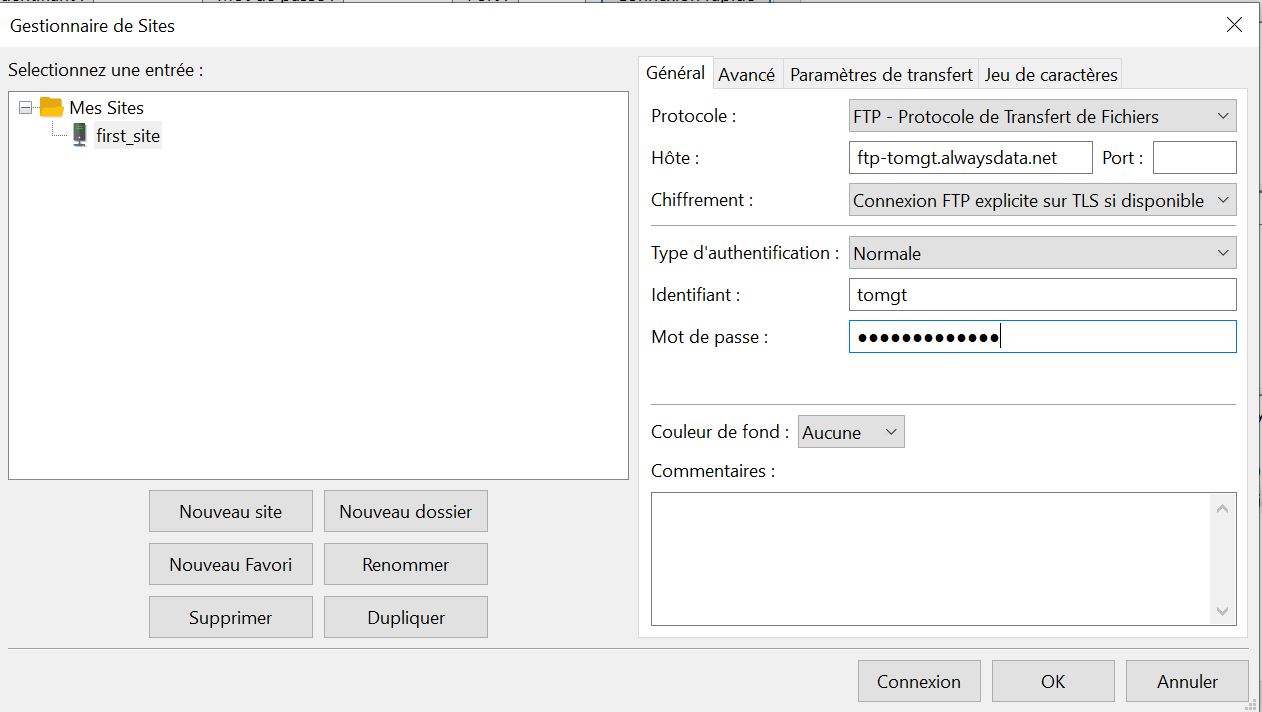 Gestionnaire de Sites
Selectionnez une entrée :
Mes Sites
first_site
Nouveau site
Nouveau dossier
Nouveau Favori
Renommer
Supprimer
Dupliquer
Général
Avancé
Paramètres de transfert
Jeu de caractères
Protocole :
FTP - Protocole de Transfert de Fichiers
Hôte :
ftp-tomgt.alwaysdata.net
Port :
Chiffrement :
Connexion FTP explicite sur TLS si disponible
Type d'authentification :
Normale
Identifiant :
tomgt
Mot de passe :
●●●●●●●●●●●●●
Couleur de fond :
Aucune
Commentaires :
Connexion
OK
Annuler